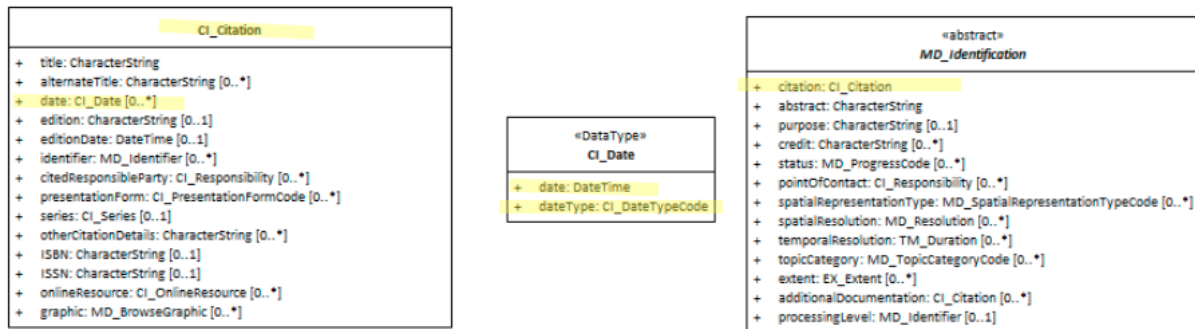 CI_Citation
+ title: CharacterString
+ alternateTitle: CharacterString [0..*]
+ date: CI_Date [0..*]
+ edition: CharacterString [0..1]
+ editionDate: DateTime [0..1]
+ identifier: MD_Identifier [0..*]
+ citedResponsibleParty: CI_Responsibility [0..*]
+ presentationForm: CI_PresentationFormCode [0..*]
+ series: CI_Series [0..1]
+ otherCitationDetails: CharacterString [0..*]
+ ISBN: CharacterString [0..1]
+ ISSN: CharacterString [0..1]
+ onlineResource: CI_OnlineResource [0..*]
+ graphic: MD_BrowseGraphic [0..*]
«DataType»
CI_Date
+ date: DateTime
+ dateType: CI_DateTypeCode
«abstract»
MD_Identification
+ citation: CI_Citation
+ abstract: CharacterString
+ purpose: CharacterString [0..1]
+ credit: CharacterString [0..*]
+ status: MD_ProgressCode [0..*]
+ pointOfContact: CI_Responsibility [0..*]
+ spatialRepresentationType: MD_SpatialRepresentationTypeCode [0..*]
+ spatialResolution: MD_Resolution [0..*]
+ temporalResolution: TM_Duration [0..*]
+ topicCategory: MD_TopicCategoryCode [0..*]
+ extent: EX_Extent [0..*]
+ additionalDocumentation: CI_Citation [0..*]
+ processingLevel: MD_Identifier [0..1]